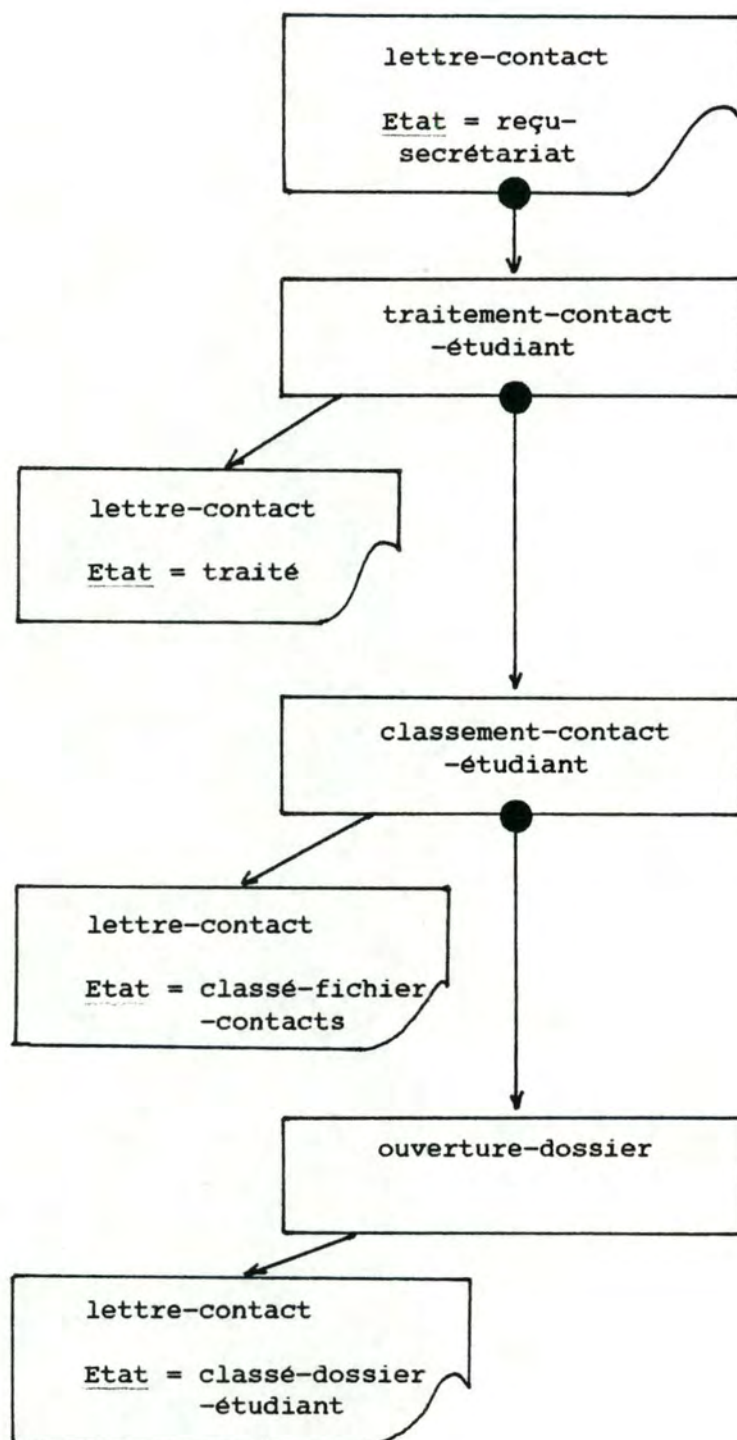 lettre-contact
Etat = reçu-
secrétariat
traitement-contact
-étudiant
lettre-contact
Etat = traité
classement-contact
-étudiant
lettre-contact
Etat = classé-fichier
-contacts
ouverture-dossier
lettre-contact
Etat = classé-dossier
-étudiant